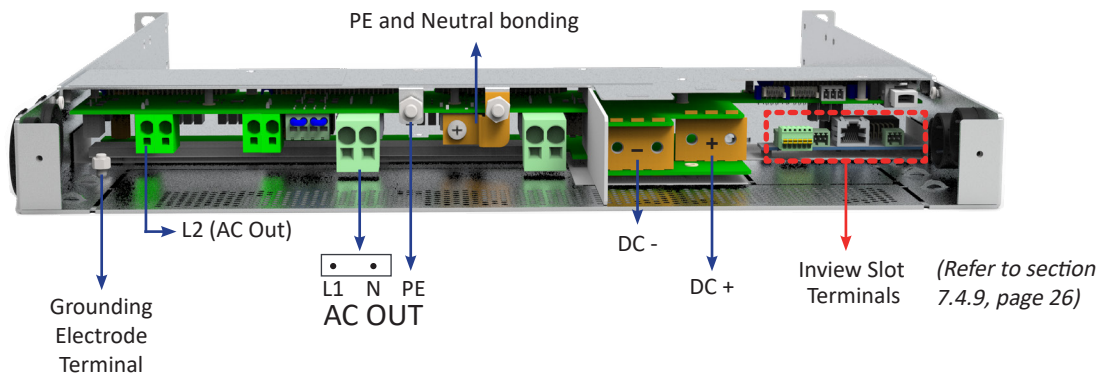 PE and Neutral bonding
−
+
L2 (AC Out)
DC -
L1 N PE
AC OUT
DC +
Inview Slot
Terminals
(Refer to section
7.4.9, page 26)
Grounding
Electrode
Terminal